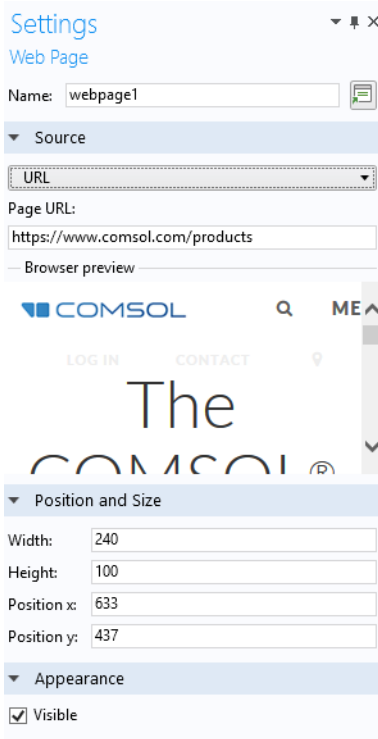 Settings
Web Page
Name: webpage1
Source
URL
Page URL:
https://www.comsol.com/products
Browser preview
COMSOL ME
LOG IN CONTACT
The
COMSOL®
Position and Size
Width: 240
Height: 100
Position x: 633
Position y: 437
Appearance
Visible